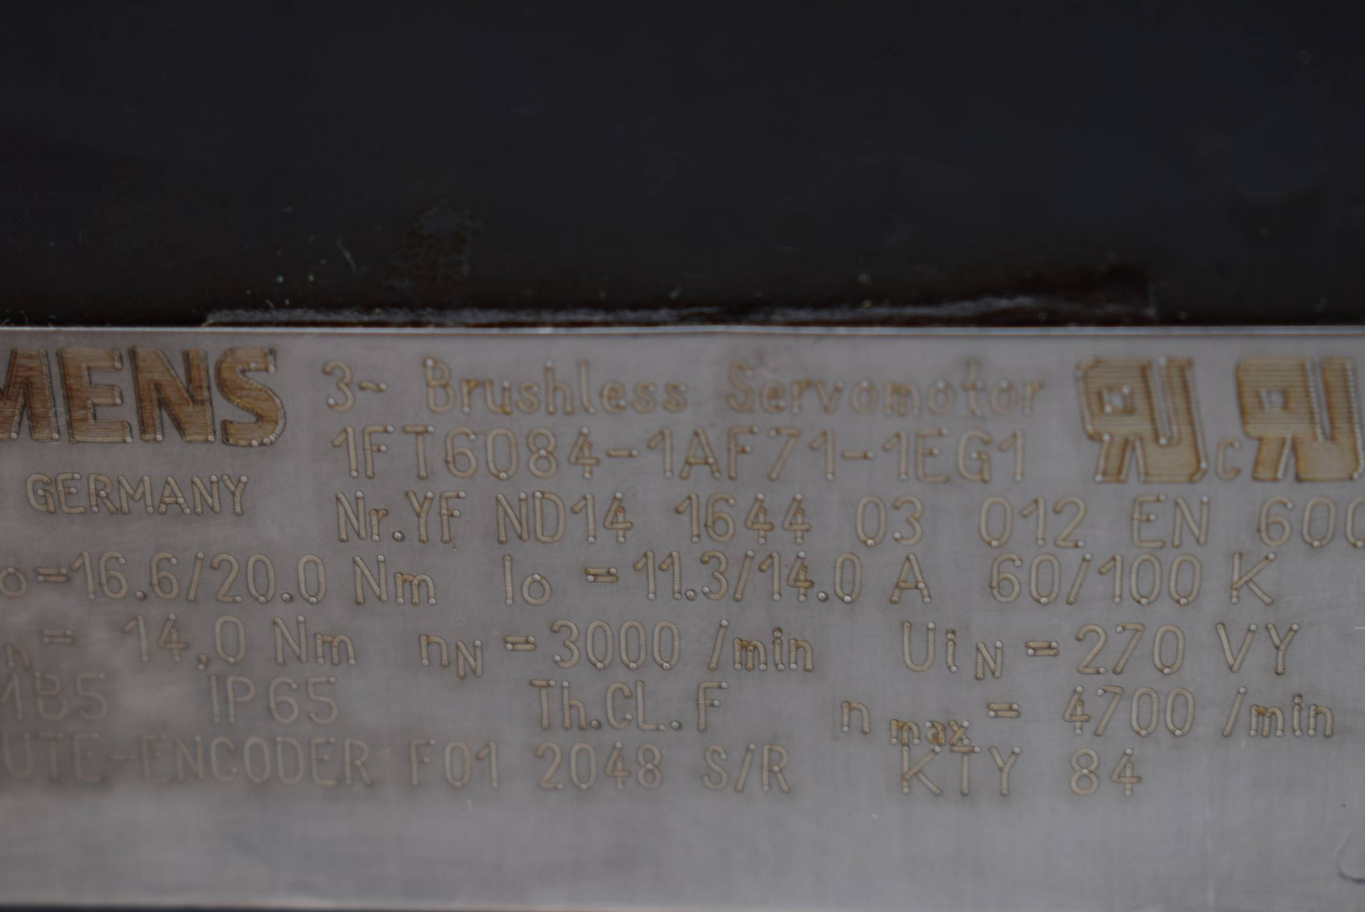 MENS 3~ Brushless Servomotor
1FT6084-1AF71-1EG1
GERMANY
Nr.YF ND14 1644 03 012 EN 600
o=16.6/20.0 Nm Io =11.3/14.0 A 60/100 K
n = 14,0 Nm nN =3000 /min UiN =270 VY
MB5 IP65 Th.CL.F n max = 4700 /min
UTE-ENCODER F01 2048 S/R KTY 84